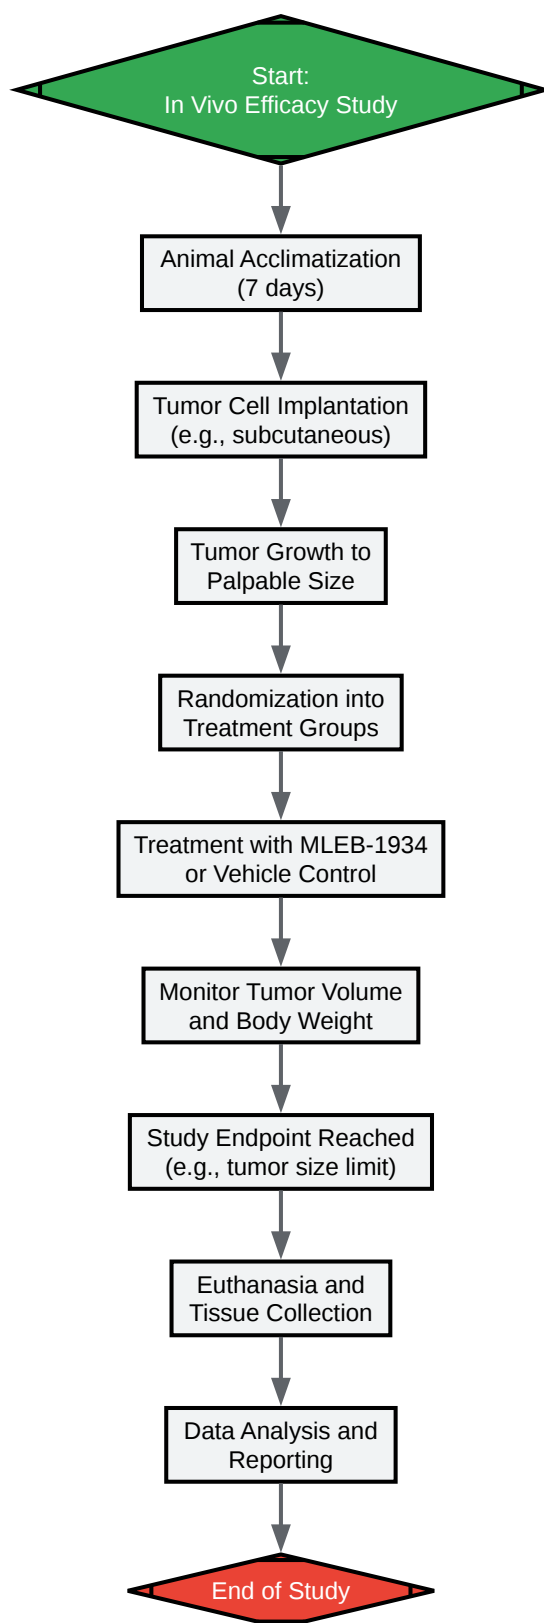 Start:
In Vivo Efficacy Study
Animal Acclimatization
(7 days)
Tumor Cell Implantation
(e.g., subcutaneous)
Tumor Growth to
Palpable Size
Randomization into
Treatment Groups
Treatment with MLEB-1934
or Vehicle Control
Monitor Tumor Volume
and Body Weight
Study Endpoint Reached
(e.g., tumor size limit)
Euthanasia and
Tissue Collection
Data Analysis and
Reporting
End of Study